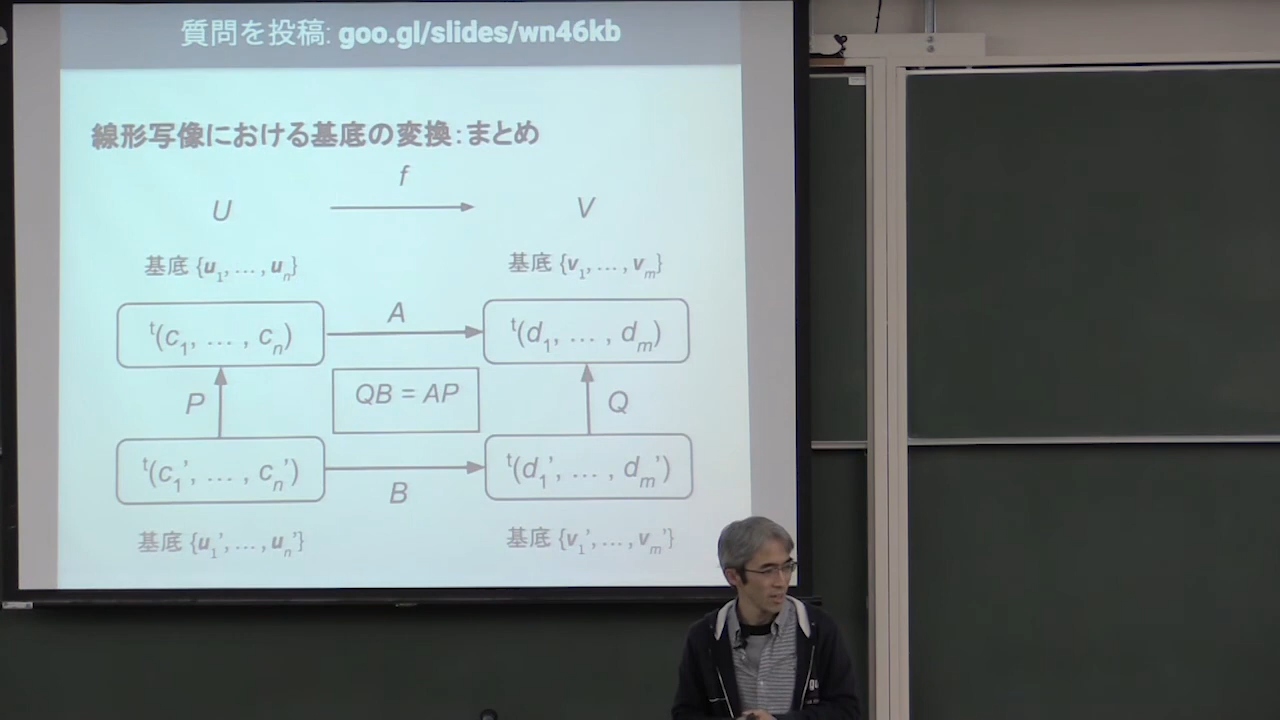 質問を投稿: goo.gl/slides/wn46kb
線形写像における基底の変換：まとめ
f
U
V
基底 {u1, … , un}
基底 {v1, … , vm}
t(c1, … , cn)
A
t(d1, … , dm)
P
QB = AP
Q
t(c1’, … , cn’)
t(d1’, … , dm’)
B
基底 {u1’, … , un’}
基底 {v1’, … , vm’}